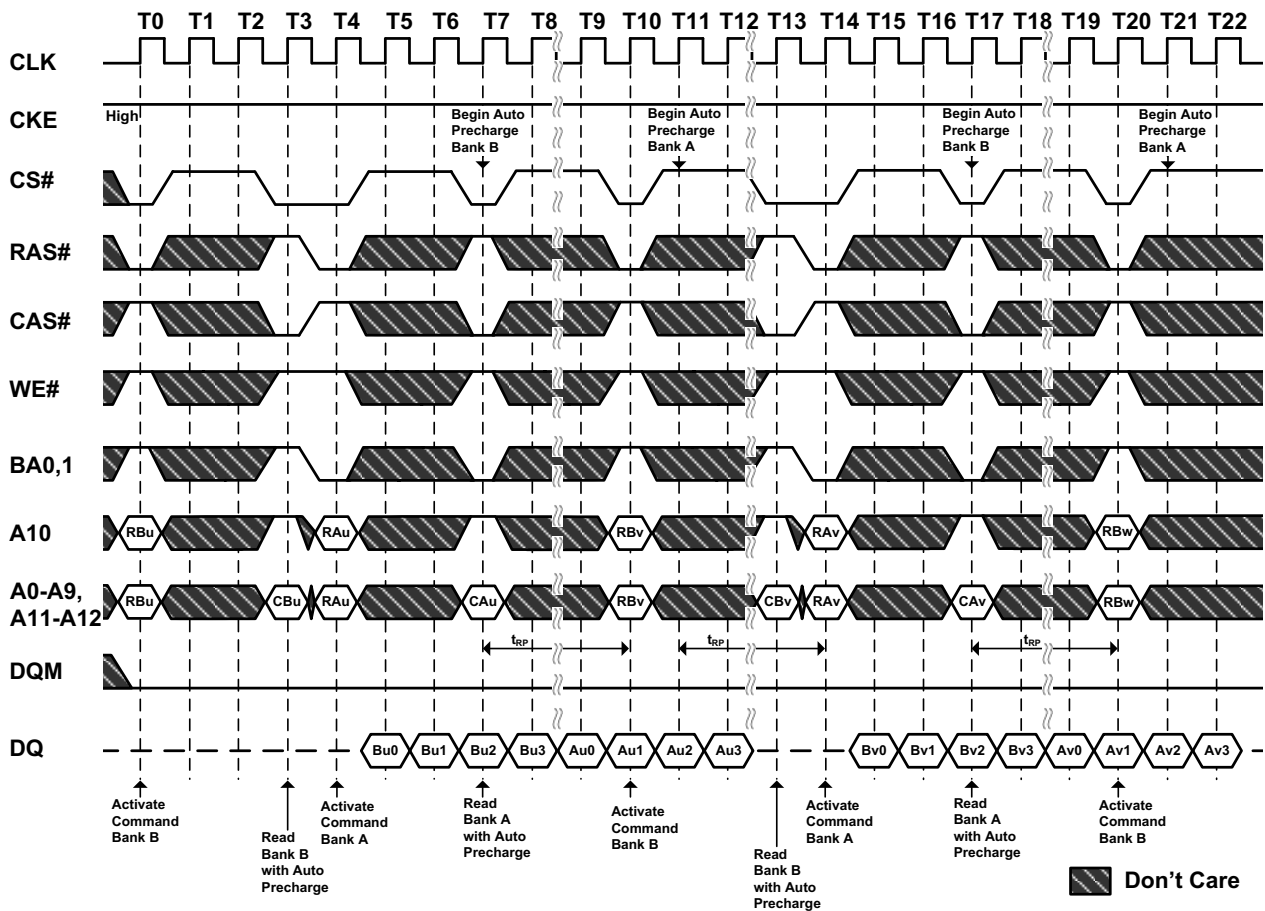 T0 T1 T2 T3 T4 T5 T6 T7 T8 T9 T10 T11 T12 T13 T14 T15 T16 T17 T18 T19 T20 T21 T22
CLK
CKE
High
Begin Auto
Precharge
Bank B
Begin Auto
Precharge
Bank A
Begin Auto
Precharge
Bank B
Begin Auto
Precharge
Bank A
CS#
RAS#
CAS#
WE#
BA0,1
A10
RBu RAu RBv RAv RBw
A0-A9,
A11-A12
RBu CBu RAu CAu RBv CBv RAv CAv RBw
tRP tRP tRP
DQM
DQ
Bu0 Bu1 Bu2 Bu3 Au0 Au1 Au2 Au3 Bv0 Bv1 Bv2 Bv3 Av0 Av1 Av2 Av3
Activate
Command
Bank B
Read
Bank B
with Auto
Precharge
Activate
Command
Bank A
Read
Bank A
with Auto
Precharge
Activate
Command
Bank B
Read
Bank B
with Auto
Precharge
Activate
Command
Bank A
Read
Bank A
with Auto
Precharge
Activate
Command
Bank B
Don't Care